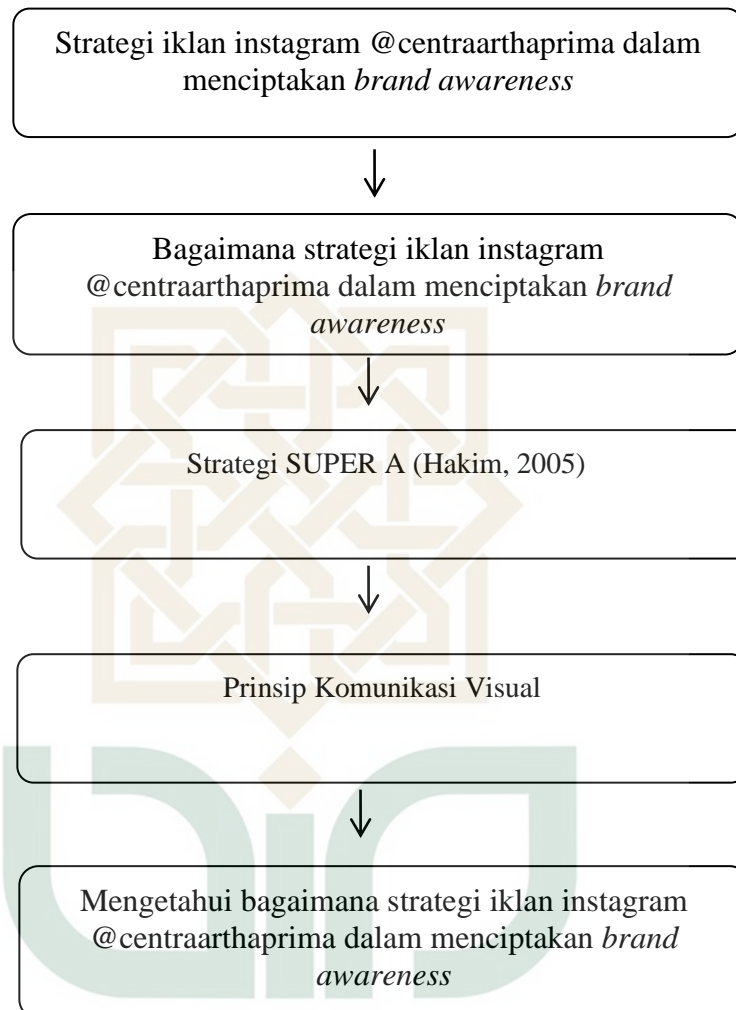 Strategi iklan instagram @centraarthaprima dalam
menciptakan brand awareness
Bagaimana strategi iklan instagram
@centraarthaprima dalam menciptakan brand
awareness
Strategi SUPER A (Hakim, 2005)
Prinsip Komunikasi Visual
Mengetahui bagaimana strategi iklan instagram
@centraarthaprima dalam menciptakan brand
awareness